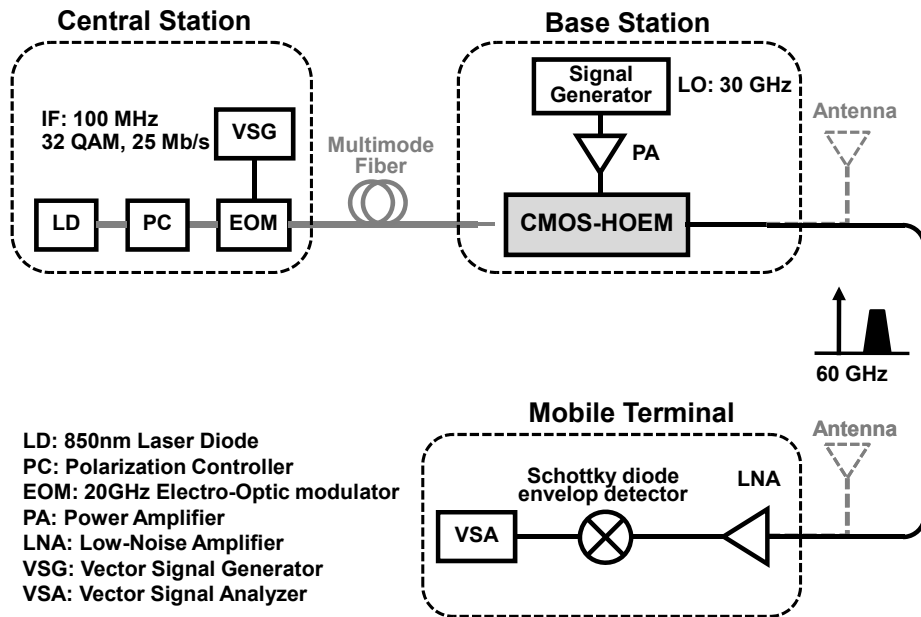 Central Station
Base Station
IF: 100 MHz
32 QAM, 25 Mb/s
VSG
Multimode
Fiber
Signal
Generator
LO: 30 GHz
PA
Antenna
LD
PC
EOM
CMOS-HOEM
60 GHz
Mobile Terminal
Antenna
Schottky diode
envelop detector
LNA
VSA
LD: 850nm Laser Diode
PC: Polarization Controller
EOM: 20GHz Electro-Optic modulator
PA: Power Amplifier
LNA: Low-Noise Amplifier
VSG: Vector Signal Generator
VSA: Vector Signal Analyzer